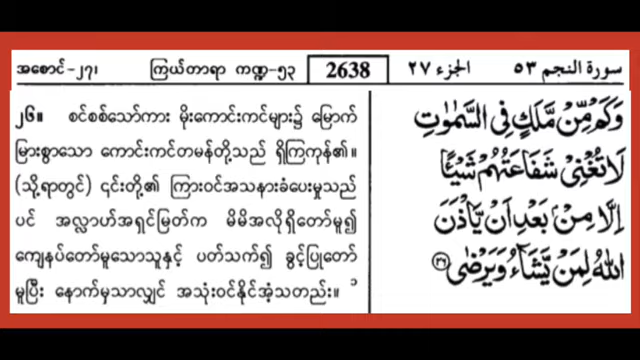 အစောင်-၂၇၊ ကြယ်တာရာ ကဏ္ဍ-၅၃ 2638 الجزء ٢٧ سورة النجم ٥٣
၂၆။ စင်စစ်သော်ကား မိုးကောင်းကင်များ၌ မြောက်
မြားစွာသော ကောင်းကင်တမန်တို့သည် ရှိကြကုန်၏။
(သို့ရာတွင်) ၎င်းတို့၏ ကြားဝင်အသနားခံပေးမှုသည်
ပင် အလ္လာဟ်အရှင်မြတ်က မိမိအလိုရှိတော်မူ၍
ကျေနပ်တော်မူသောသူနှင့် ပတ်သက်၍ ခွင့်ပြုတော်
မူပြီး နောက်မှသာလျှင် အသုံးဝင်နိုင်အံ့သတည်း။ ၁
وَكَمْ مِّنْ مَّلَكٍ فِى السَّمٰوٰتِ
لَا تُغْنِىْ شَفَاعَتُهُمْ شَيْـًٔا
اِلَّا مِنْۢ بَعْدِ اَنْ يَّاْذَنَ
اللّٰهُ لِمَنْ يَّشَآءُ وَيَرْضٰى ٢٦